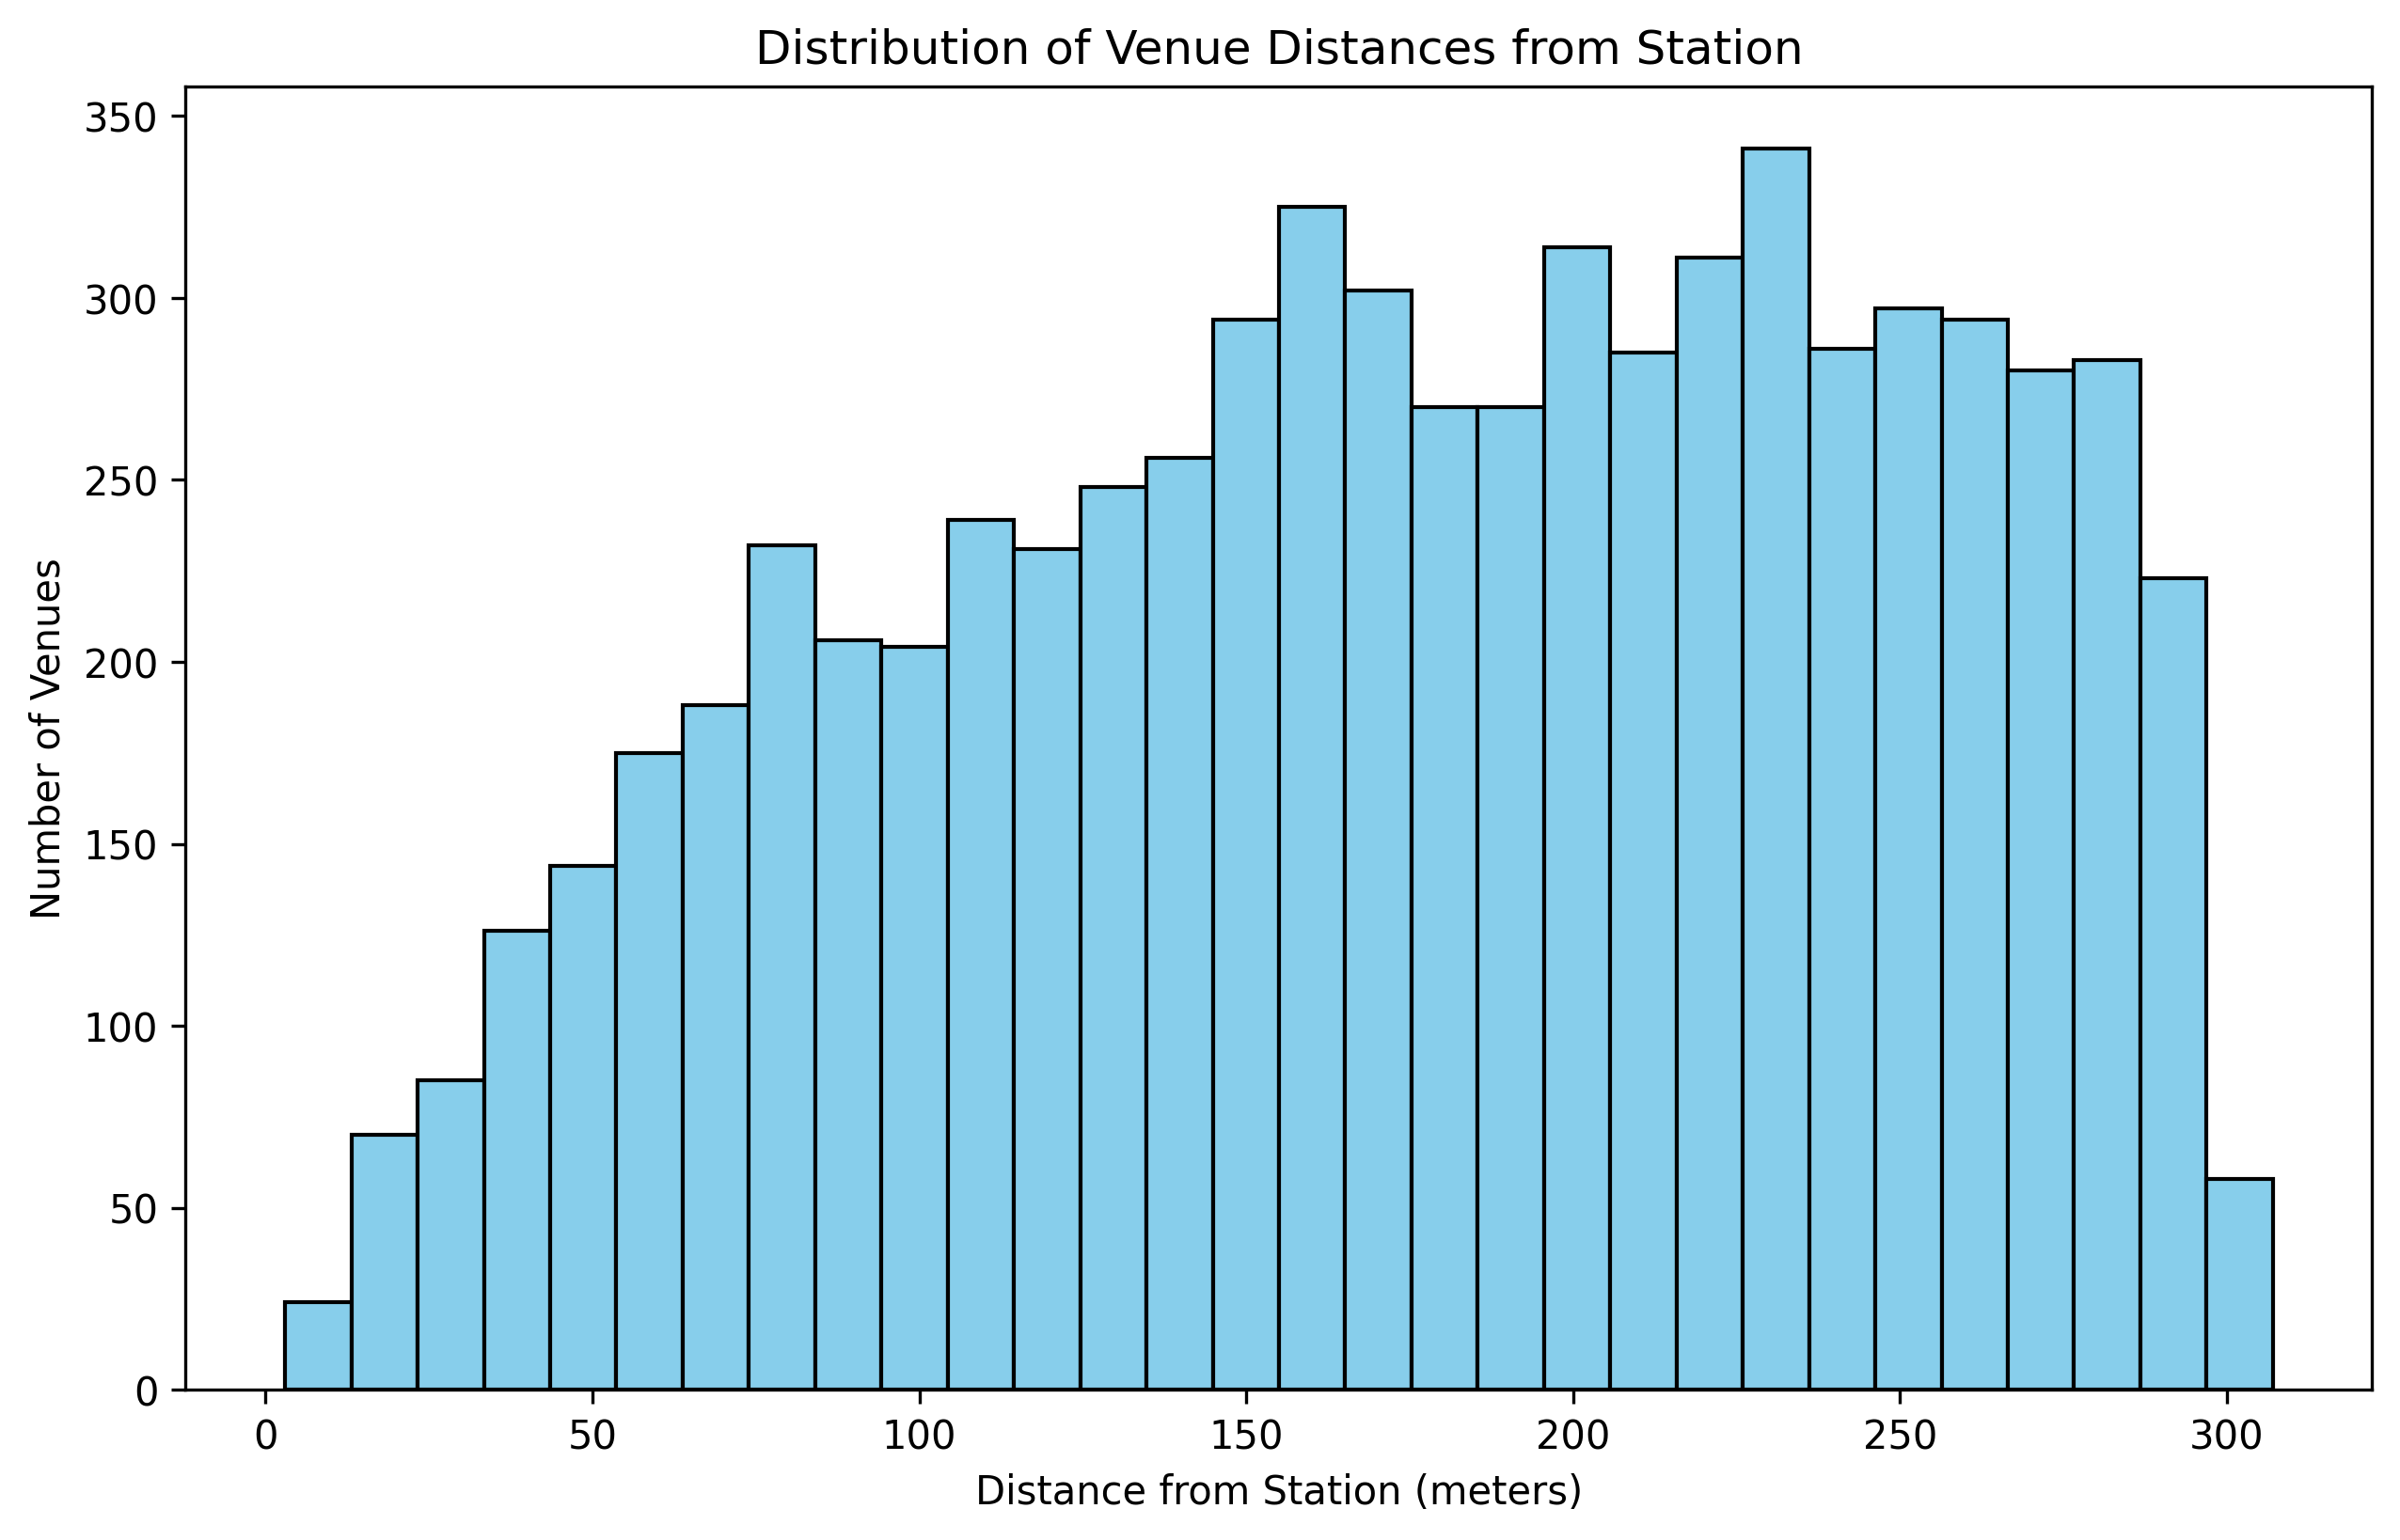 Distribution of Venue Distances from Station
350
300
250
200
150
100
50
0
Number of Venues
0 50 100 150 200 250 300
Distance from Station (meters)